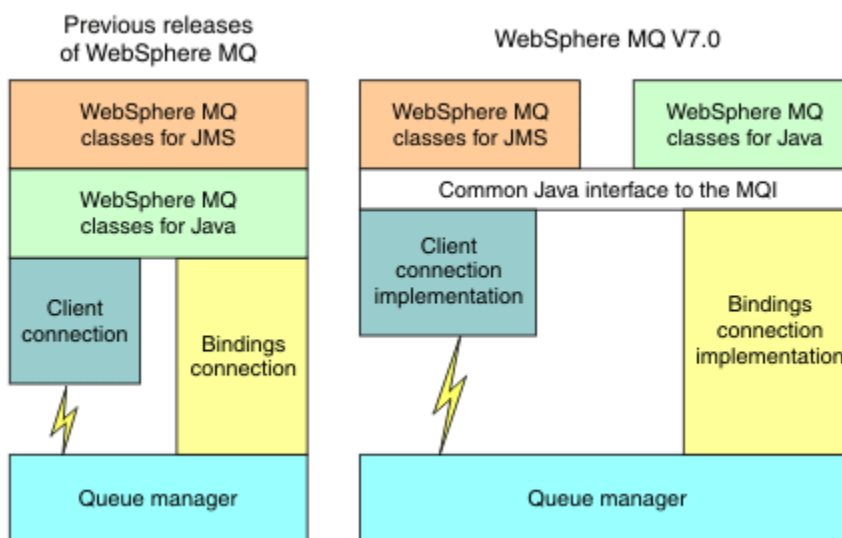 Previous releases
of WebSphere MQ
WebSphere MQ
classes for JMS
WebSphere MQ
classes for Java
Client
connection
Bindings
connection
Queue manager
WebSphere MQ V7.0
WebSphere MQ
classes for JMS
WebSphere MQ
classes for Java
Common Java interface to the MQI
Client
connection
implementation
Bindings
connection
implementation
Queue manager